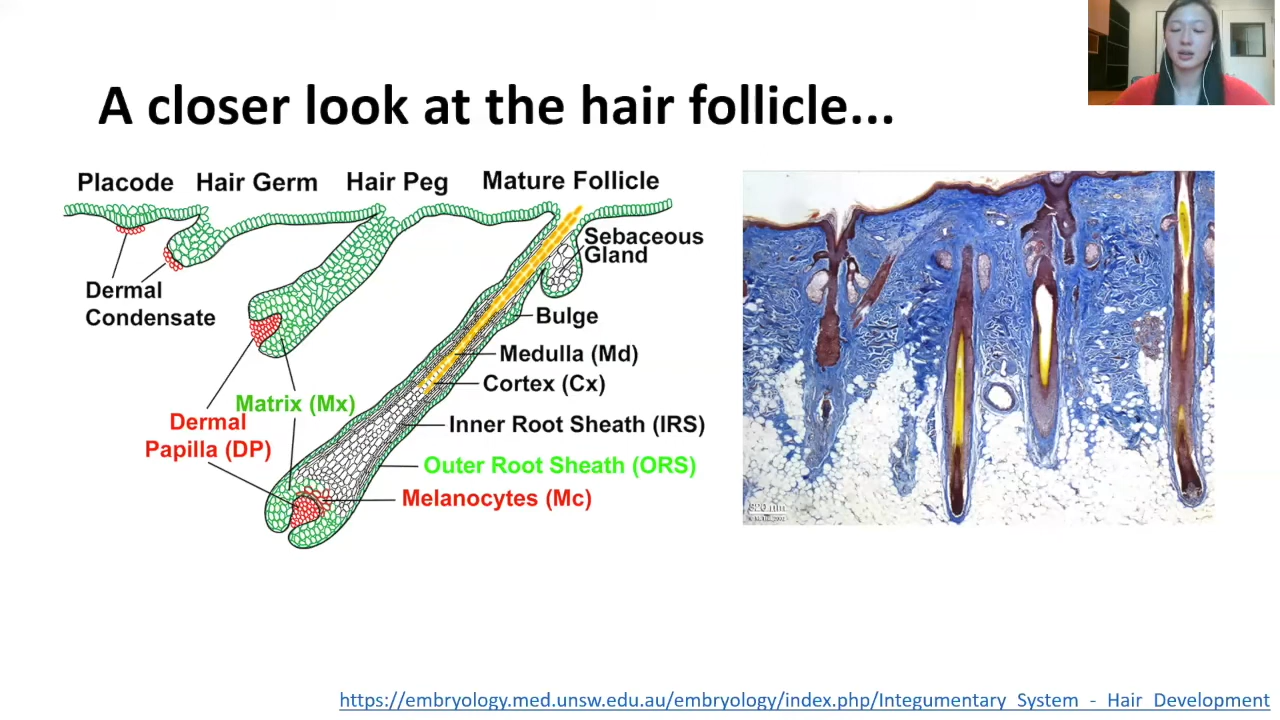 A closer look at the hair follicle...
Placode Hair Germ Hair Peg Mature Follicle
Sebaceous
Gland
Dermal
Condensate
Bulge
Medulla (Md)
Cortex (Cx)
Matrix (Mx)
Dermal
Papilla (DP)
Inner Root Sheath (IRS)
Outer Root Sheath (ORS)
Melanocytes (Mc)
https://embryology.med.unsw.edu.au/embryology/index.php/Integumentary_System_-_Hair_Development